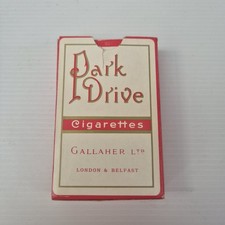 Park
Drive
Cigarettes
GALLAHER LTD
LONDON & BELFAST